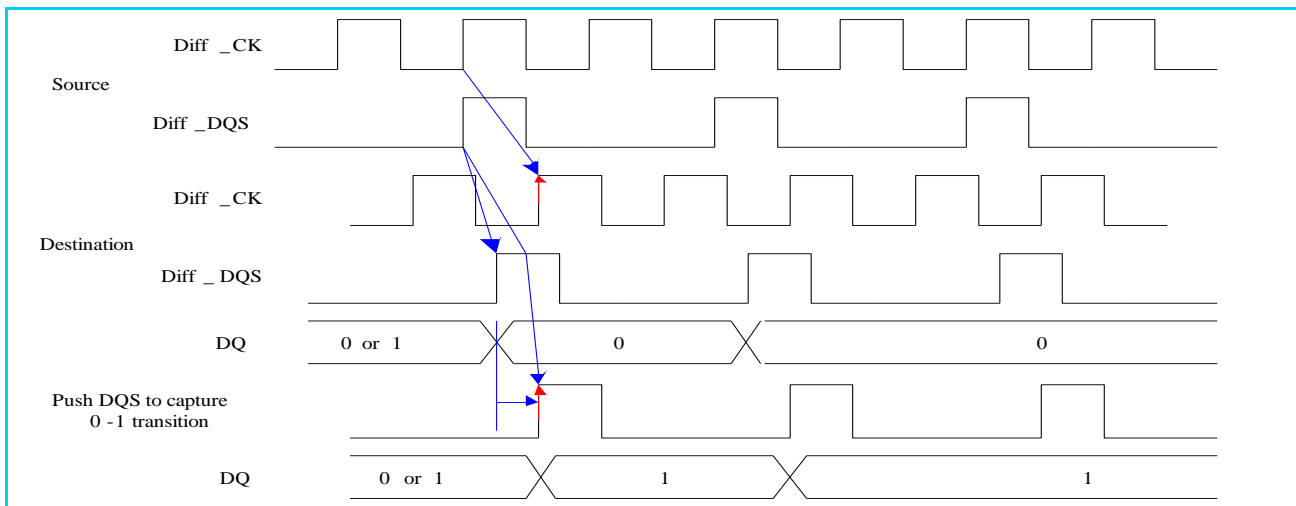 Diff _CK
Source
Diff _DQS
Diff _CK
Destination
Diff _ DQS
DQ 0 or 1 0 0
Push DQS to capture
0 -1 transition
DQ 0 or 1 1 1